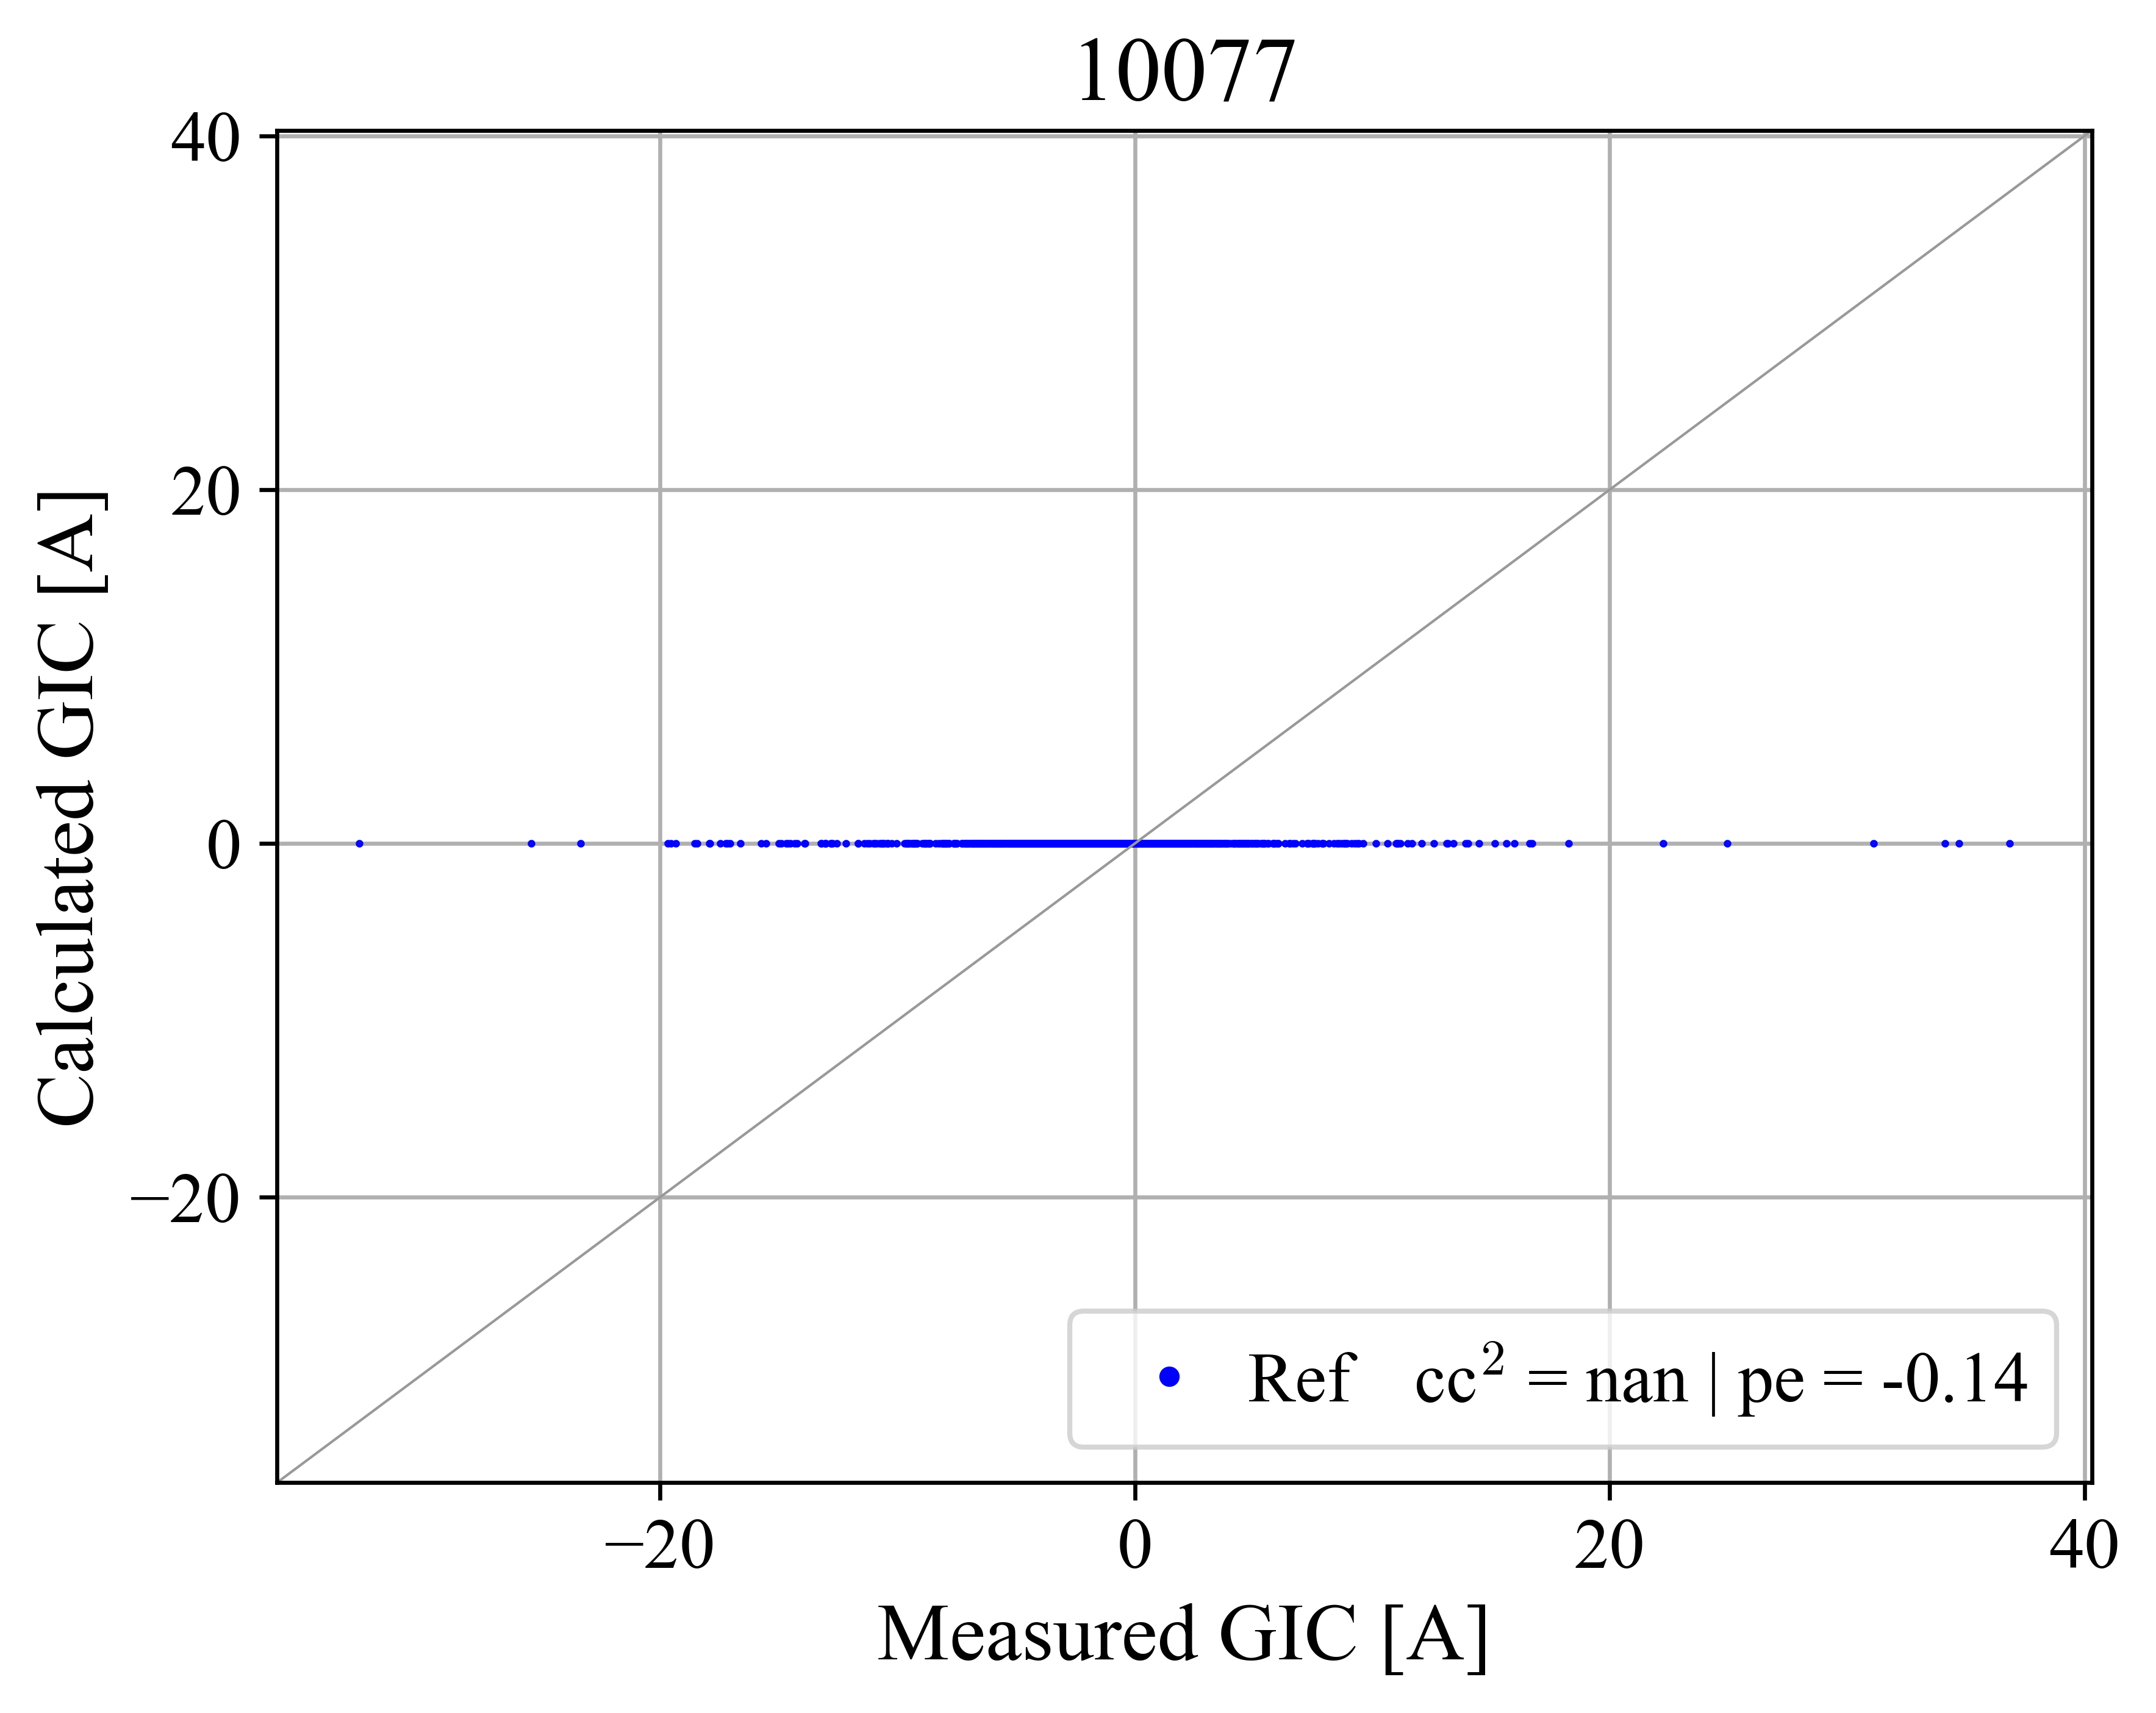 10077
40
20
0
−20
Calculated GIC [A]
Ref cc² = nan | pe = -0.14
−20 0 20 40
Measured GIC [A]